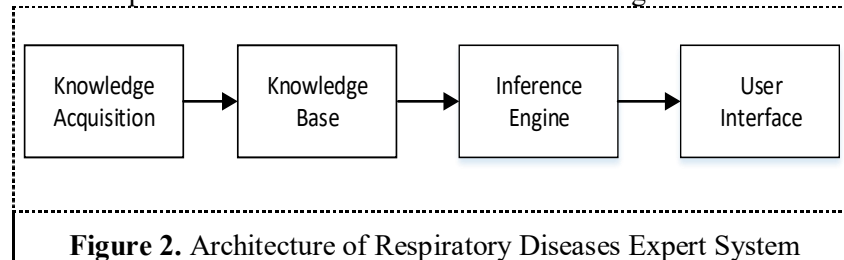 Knowledge
Acquisition
Knowledge
Base
Inference
Engine
User
Interface
Figure 2. Architecture of Respiratory Diseases Expert System